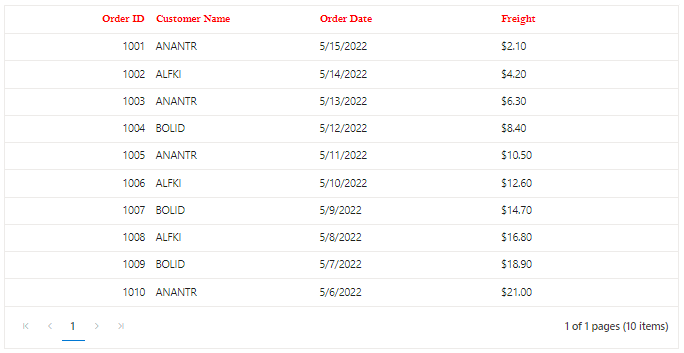 Order ID Customer Name Order Date Freight
1001 ANANTR 5/15/2022 $2.10
1002 ALFKI 5/14/2022 $4.20
1003 ANANTR 5/13/2022 $6.30
1004 BOLID 5/12/2022 $8.40
1005 ANANTR 5/11/2022 $10.50
1006 ALFKI 5/10/2022 $12.60
1007 BOLID 5/9/2022 $14.70
1008 ALFKI 5/8/2022 $16.80
1009 BOLID 5/7/2022 $18.90
1010 ANANTR 5/6/2022 $21.00
1 1 of 1 pages (10 items)